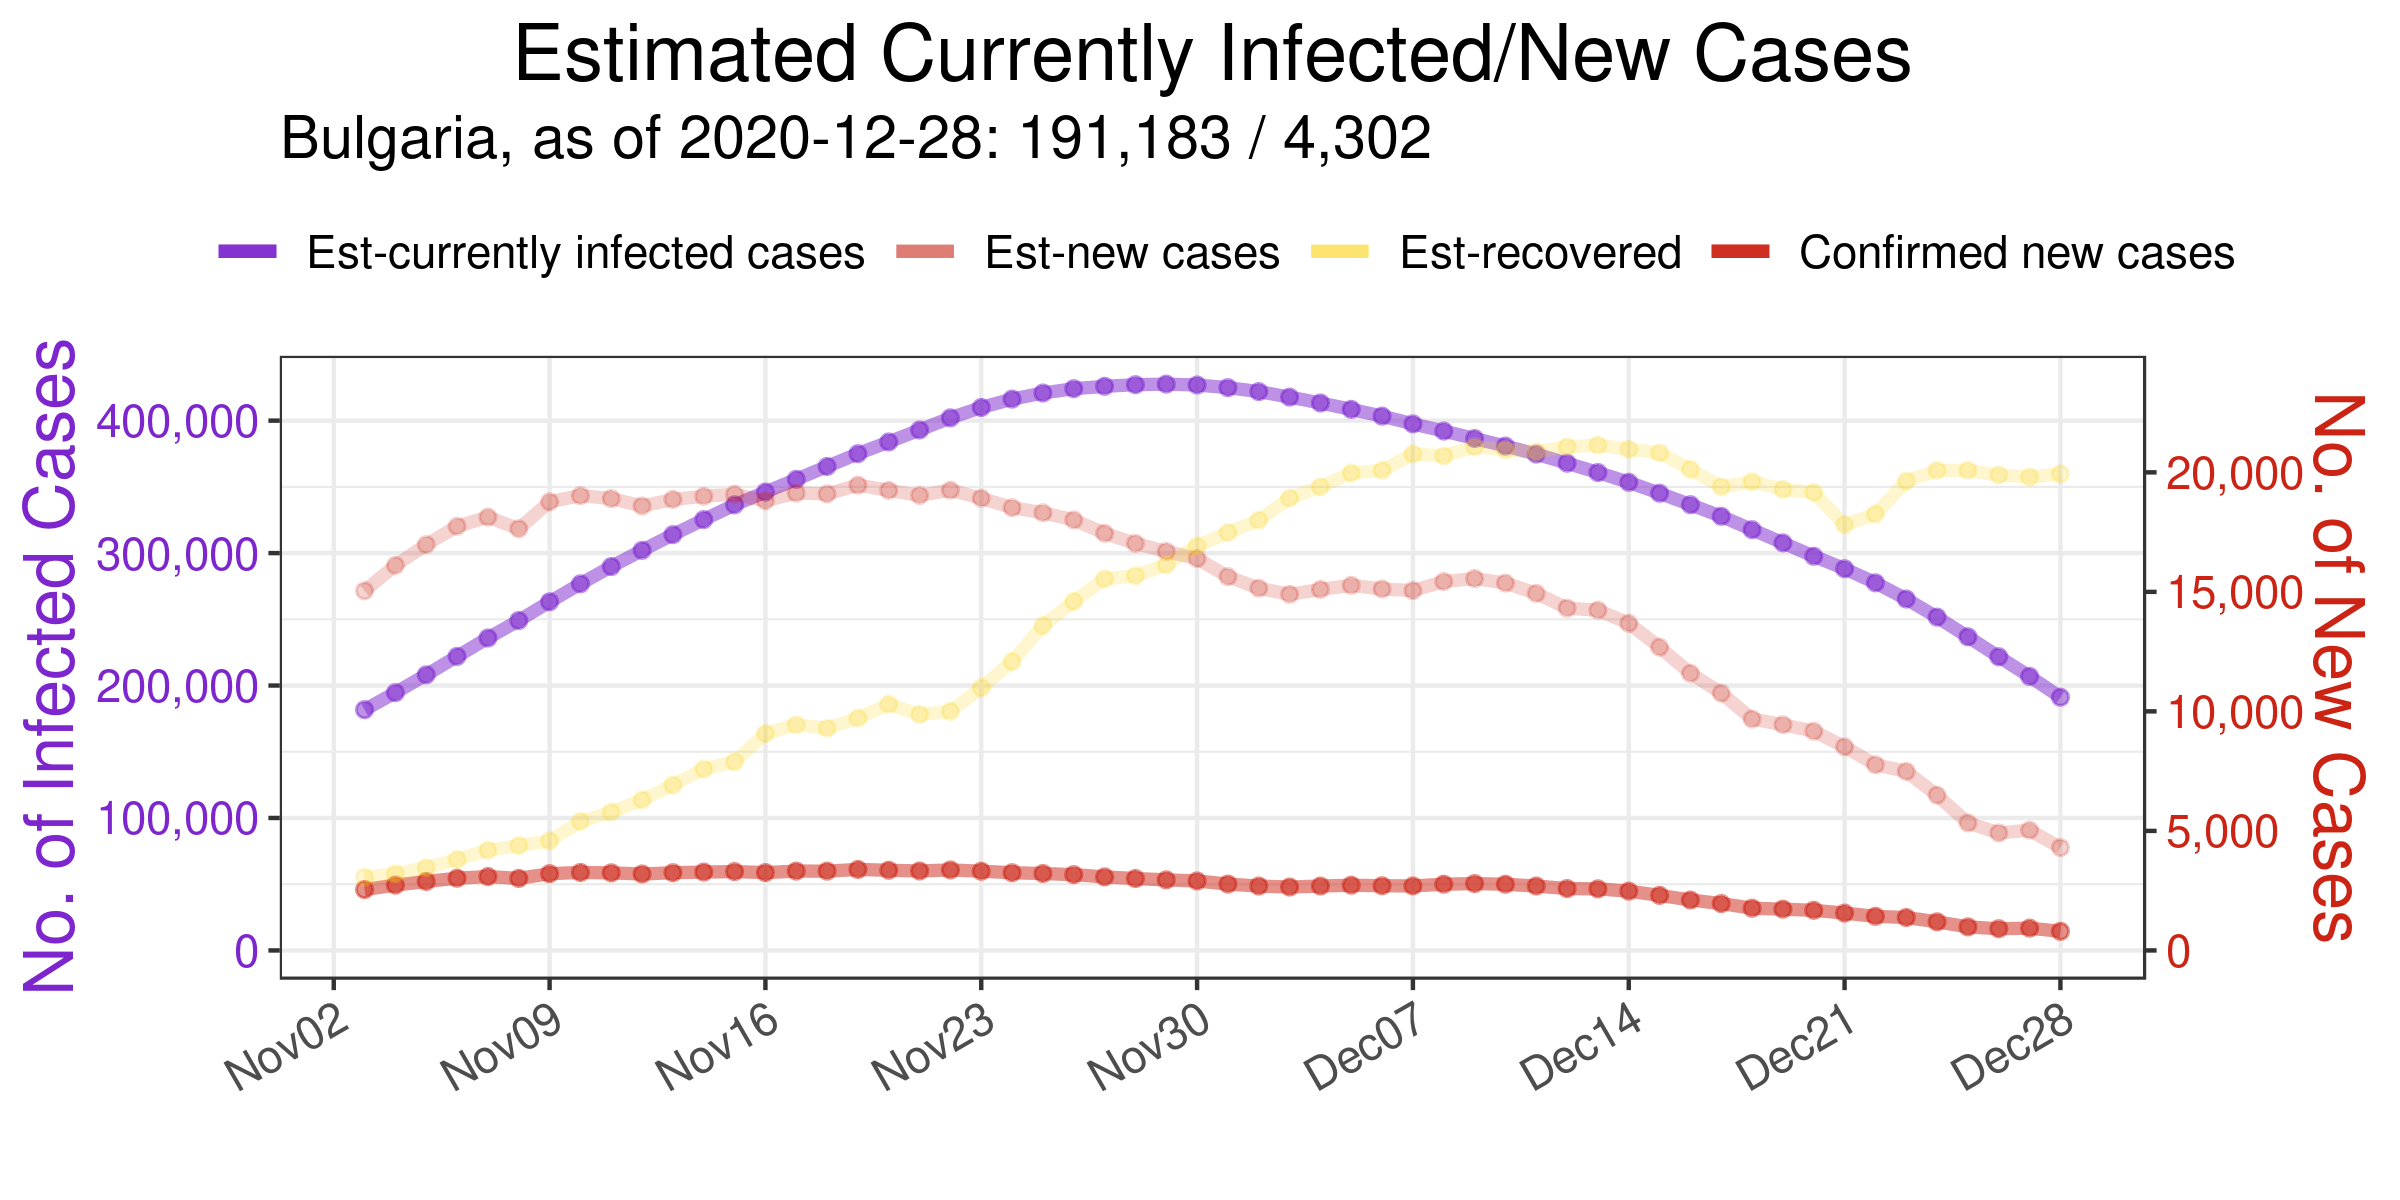 Estimated Currently Infected/New Cases
Bulgaria, as of 2020-12-28: 191,183 / 4,302
Est-currently infected cases Est-new cases Est-recovered Confirmed new cases
No. of Infected Cases
400,000
300,000
200,000
100,000
0
20,000
15,000
10,000
5,000
0
No. of New Cases
Nov02 Nov09 Nov16 Nov23 Nov30 Dec07 Dec14 Dec21 Dec28